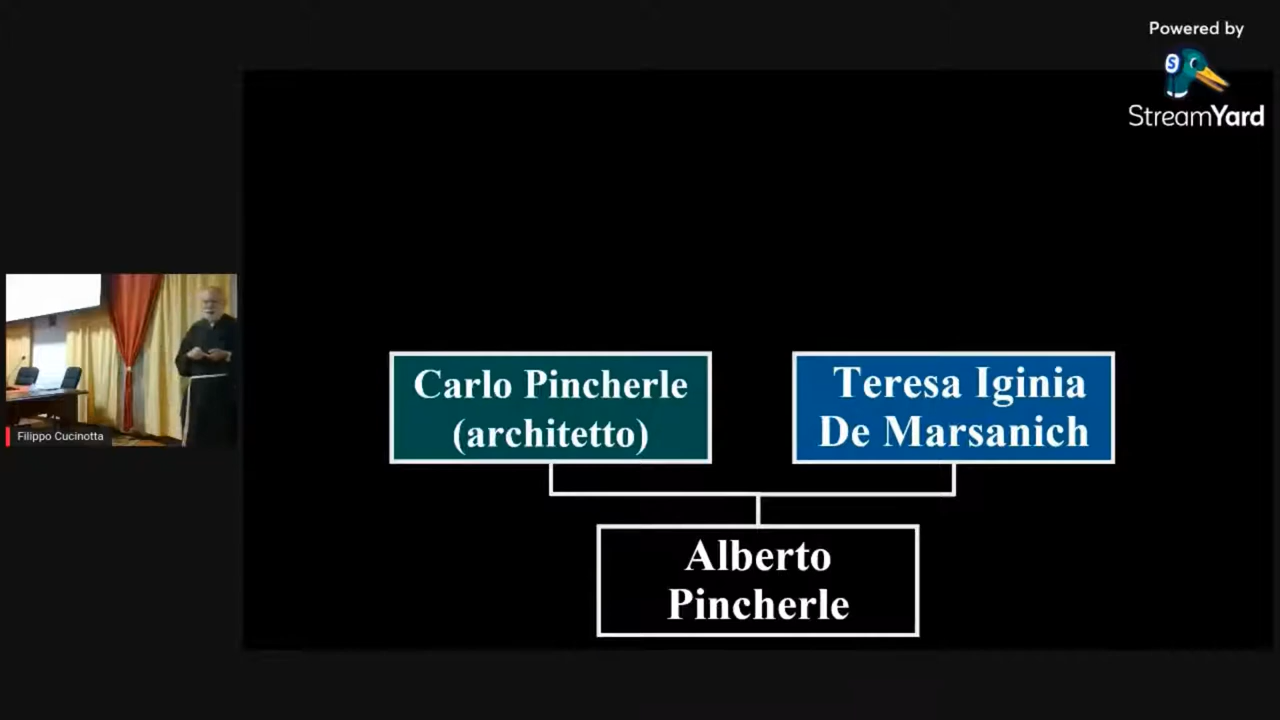 Powered by
S
StreamYard
Carlo Pincherle
(architetto)
Teresa Iginia
De Marsanich
Alberto
Pincherle
Filippo Cucinotta